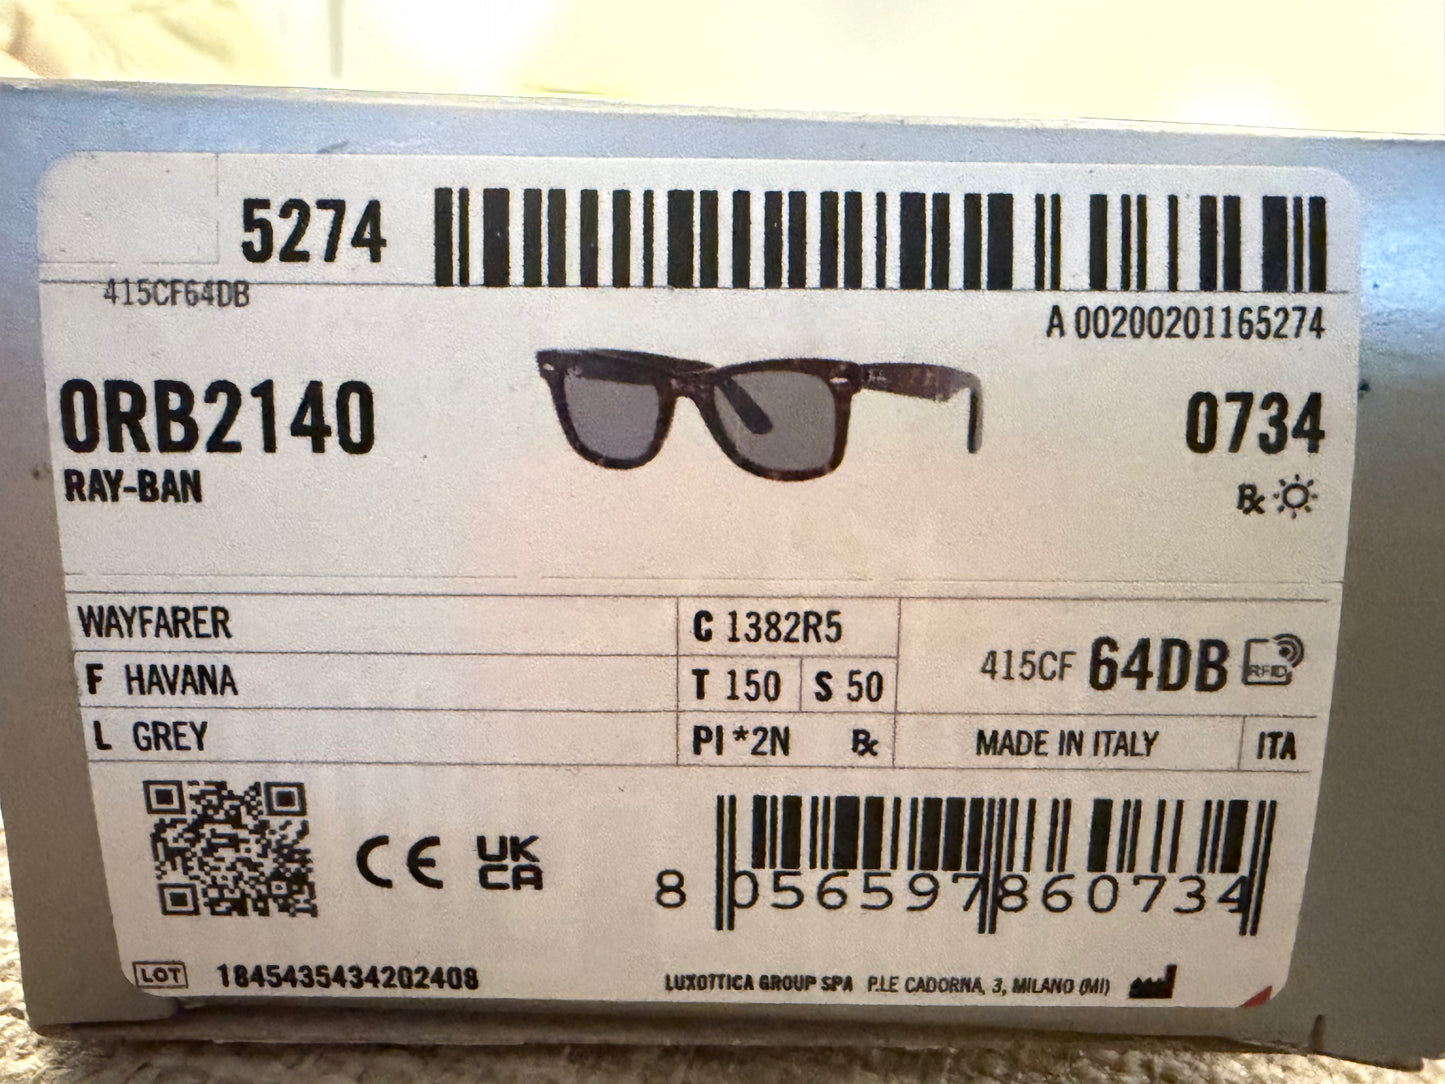 5274
415CF64DB
A 00200201165274
0RB2140
0734
RAY-BAN
Rx
WAYFARER
C 1382R5
F HAVANA
T 150 S 50
415CF 64DB RFID
L GREY
PI *2N Rx
MADE IN ITALY ITA
CE UK
CA
8 056597 860734
LOT 1845435434202408
LUXOTTICA GROUP SPA P.LE CADORNA, 3, MILANO (MI)